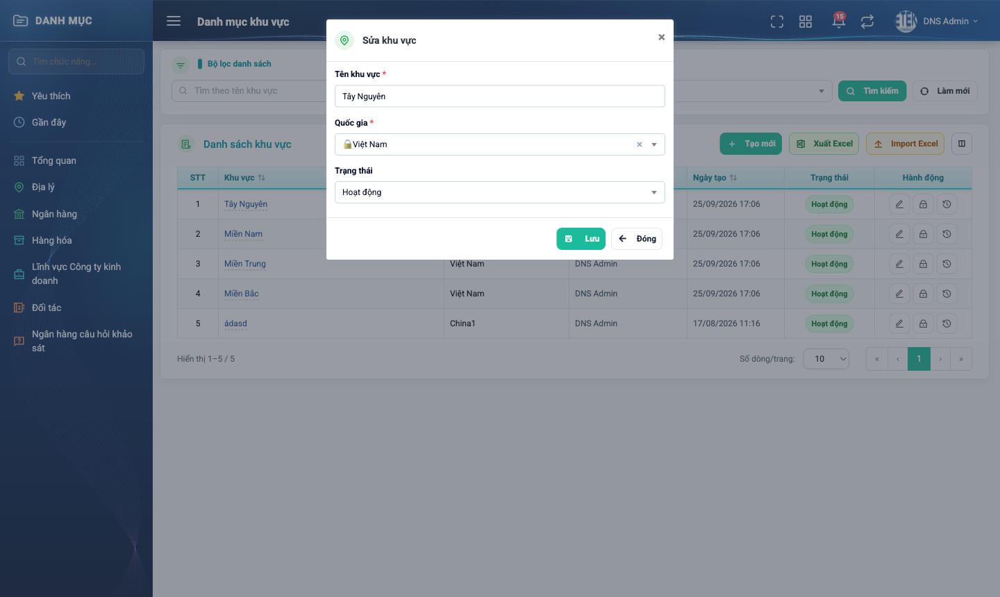 DANH MỤC
Danh mục khu vực
15
DNS Admin
Tìm chức năng...
Yêu thích
Gần đây
Tổng quan
Địa lý
Ngân hàng
Hàng hóa
Lĩnh vực Công ty kinh
doanh
Đối tác
Ngân hàng câu hỏi khảo
sát
Bộ lọc danh sách
Tìm theo tên khu vực
Tìm kiếm
Làm mới
Danh sách khu vực
Tạo mới
Xuất Excel
Import Excel
STT Khu vực Ngày tạo Trạng thái Hành động
1 Tây Nguyên 25/09/2026 17:06 Hoạt động
2 Miền Nam 25/09/2026 17:06 Hoạt động
3 Miền Trung Việt Nam DNS Admin 25/09/2026 17:06 Hoạt động
4 Miền Bắc Việt Nam DNS Admin 25/09/2026 17:06 Hoạt động
5 ádasd China1 DNS Admin 17/08/2026 11:16 Hoạt động
Hiển thị 1–5 / 5
Số dòng/trang: 10
« ‹ 1 › »
Sửa khu vực
×
Tên khu vực *
Tây Nguyên
Quốc gia *
Việt Nam
×
Trạng thái
Hoạt động
Lưu
Đóng